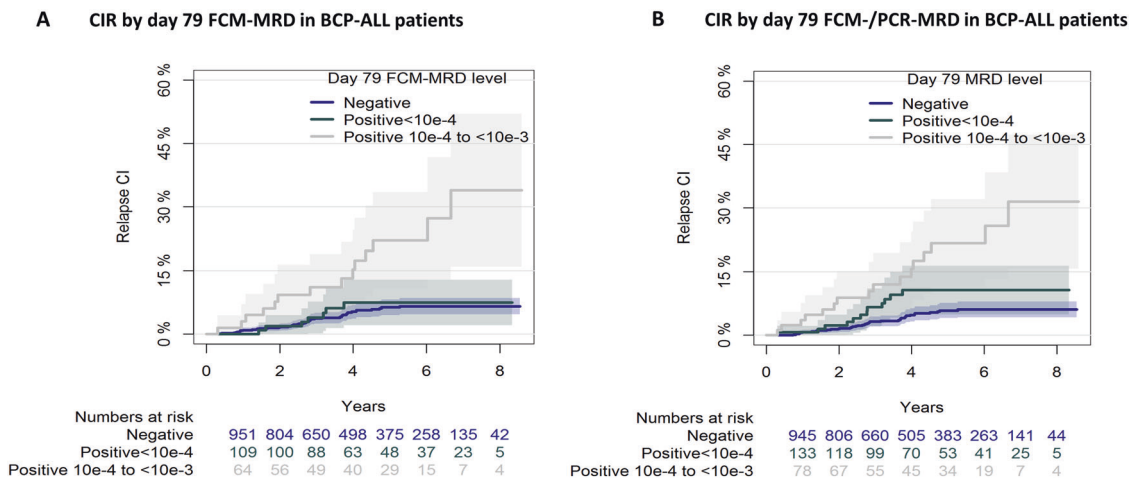 A CIR by day 79 FCM-MRD in BCP-ALL patients
Day 79 FCM-MRD level
Negative
Positive<10e-4
Positive 10e-4 to <10e-3
60 %
45 %
30 %
15 %
0 %
Relapse CI
0 2 4 6 8
Years
Numbers at risk
Negative 951 804 650 498 375 258 135 42
Positive<10e-4 109 100 88 63 48 37 23 5
Positive 10e-4 to <10e-3 64 56 49 40 29 15 7 4
B CIR by day 79 FCM-/PCR-MRD in BCP-ALL patients
Day 79 MRD level
Negative
Positive<10e-4
Positive 10e-4 to <10e-3
60 %
45 %
30 %
15 %
0 %
Relapse CI
0 2 4 6 8
Years
Numbers at risk
Negative 945 806 660 505 383 263 141 44
Positive<10e-4 133 118 99 70 53 41 25 5
Positive 10e-4 to <10e-3 78 67 55 45 34 19 7 4